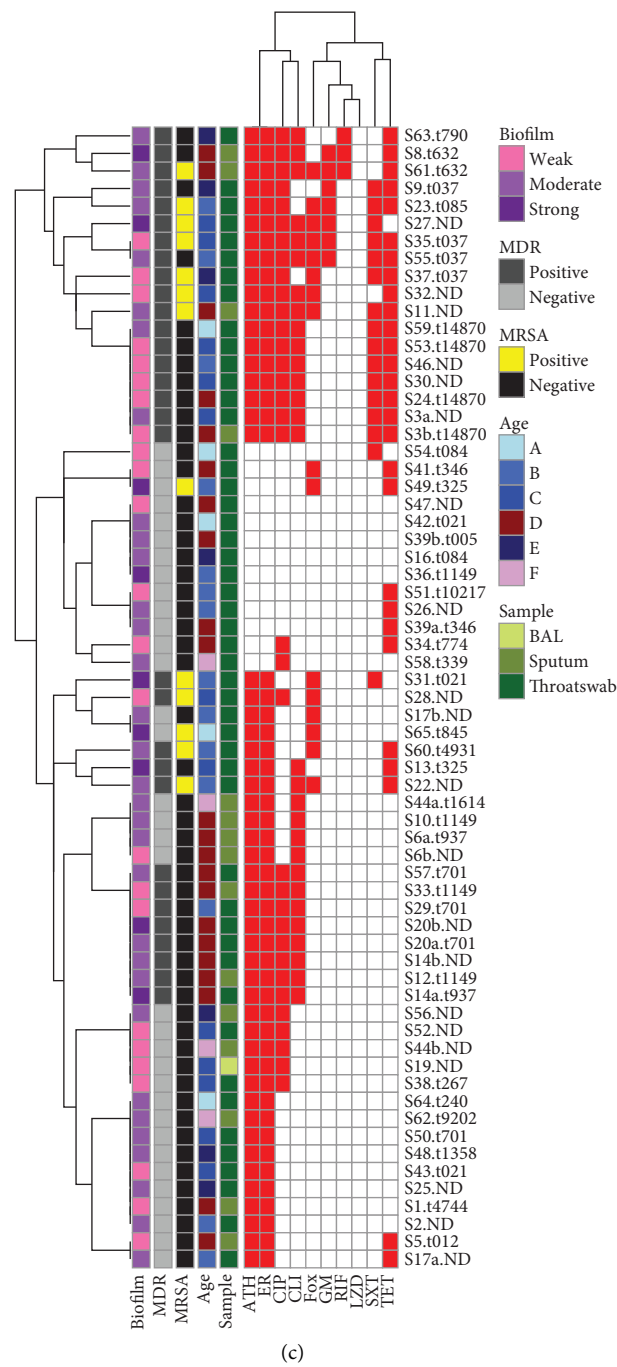 S63.t790
S8.t632
S61.t632
S9.t037
S23.t085
S27.ND
S35.t037
S55.t037
S37.t037
S32.ND
S11.ND
S59.t14870
S53.t14870
S46.ND
S30.ND
S24.t14870
S3a.ND
S3b.t14870
S54.t084
S41.t346
S49.t325
S47.ND
S42.t021
S39b.t005
S16.t084
S36.t1149
S51.t10217
S26.ND
S39a.t346
S34.t774
S58.t339
S31.t021
S28.ND
S17b.ND
S65.t845
S60.t4931
S13.t325
S22.ND
S44a.t1614
S10.t1149
S6a.t937
S6b.ND
S57.t701
S33.t1149
S29.t701
S20b.ND
S20a.t701
S14b.ND
S12.t1149
S14a.t937
S56.ND
S52.ND
S44b.ND
S19.ND
S38.t267
S64.t240
S62.t9202
S50.t701
S48.t1358
S43.t021
S25.ND
S1.t4744
S2.ND
S5.t012
S17a.ND
Biofilm
Weak
Moderate
Strong
MDR
Positive
Negative
MRSA
Positive
Negative
Age
A
B
C
D
E
F
Sample
BAL
Sputum
Throatswab
Biofilm
MDR
MRSA
Age
Sample
ATH
ER
CIP
CLI
Fox
GM
RIF
LZD
SXT
TET
(c)